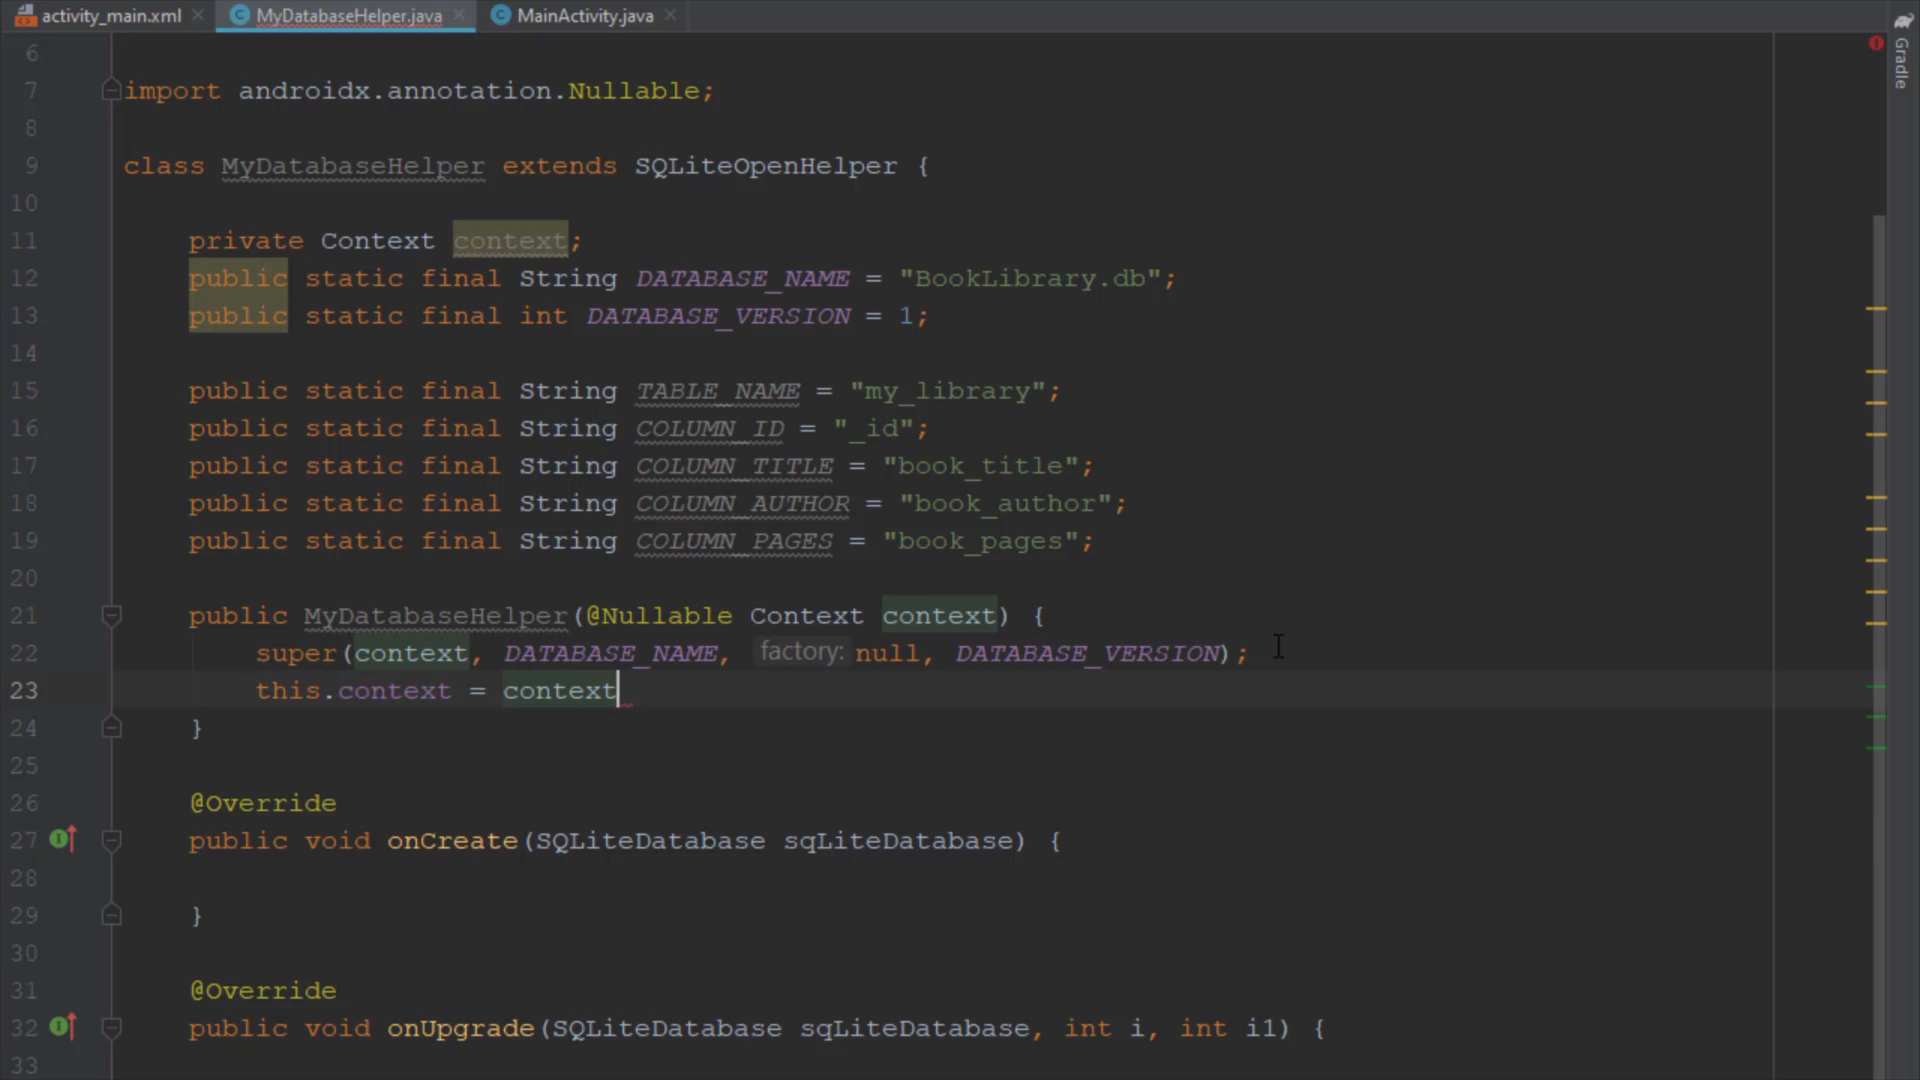 activity_main.xml MyDatabaseHelper.java MainActivity.java
Gradle
6
7 import androidx.annotation.Nullable;
8
9 class MyDatabaseHelper extends SQLiteOpenHelper {
10
11 private Context context;
12 public static final String DATABASE_NAME = "BookLibrary.db";
13 public static final int DATABASE_VERSION = 1;
14
15 public static final String TABLE_NAME = "my_library";
16 public static final String COLUMN_ID = "_id";
17 public static final String COLUMN_TITLE = "book_title";
18 public static final String COLUMN_AUTHOR = "book_author";
19 public static final String COLUMN_PAGES = "book_pages";
20
21 public MyDatabaseHelper(@Nullable Context context) {
22 super(context, DATABASE_NAME, factory: null, DATABASE_VERSION);
23 this.context = context
24 }
25
26 @Override
27 public void onCreate(SQLiteDatabase sqLiteDatabase) {
28
29 }
30
31 @Override
32 public void onUpgrade(SQLiteDatabase sqLiteDatabase, int i, int i1) {
33